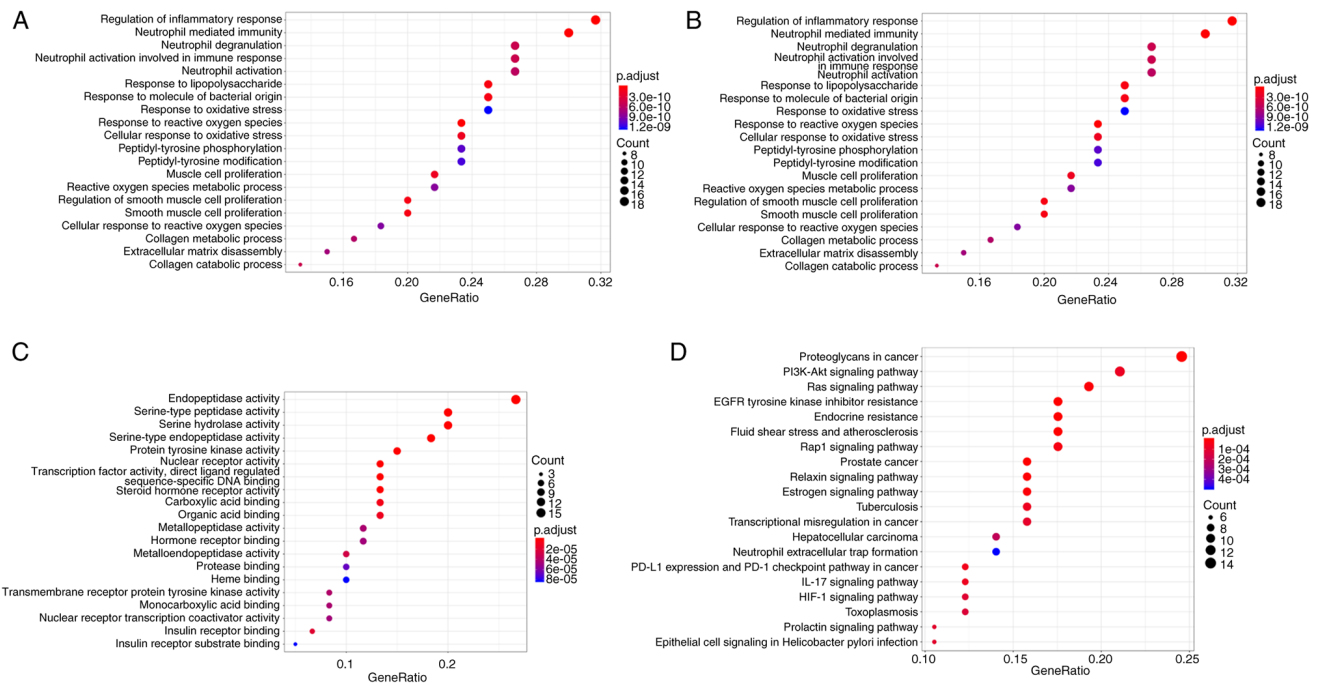 A
Regulation of inflammatory response
Neutrophil mediated immunity
Neutrophil degranulation
Neutrophil activation involved in immune response
Neutrophil activation
Response to lipopolysaccharide
Response to molecule of bacterial origin
Response to oxidative stress
Response to reactive oxygen species
Cellular response to oxidative stress
Peptidyl-tyrosine phosphorylation
Peptidyl-tyrosine modification
Muscle cell proliferation
Reactive oxygen species metabolic process
Regulation of smooth muscle cell proliferation
Smooth muscle cell proliferation
Cellular response to reactive oxygen species
Collagen metabolic process
Extracellular matrix disassembly
Collagen catabolic process
0.16 0.20 0.24 0.28 0.32
GeneRatio
p.adjust
3.0e-10
6.0e-10
9.0e-10
1.2e-09
Count
8
10
12
14
16
18
B
Regulation of inflammatory response
Neutrophil mediated immunity
Neutrophil degranulation
Neutrophil activation involved
in immune response
Neutrophil activation
Response to lipopolysaccharide
Response to molecule of bacterial origin
Response to oxidative stress
Response to reactive oxygen species
Cellular response to oxidative stress
Peptidyl-tyrosine phosphorylation
Peptidyl-tyrosine modification
Muscle cell proliferation
Reactive oxygen species metabolic process
Regulation of smooth muscle cell proliferation
Smooth muscle cell proliferation
Cellular response to reactive oxygen species
Collagen metabolic process
Extracellular matrix disassembly
Collagen catabolic process
0.16 0.20 0.24 0.28 0.32
GeneRatio
p.adjust
3.0e-10
6.0e-10
9.0e-10
1.2e-09
Count
8
10
12
14
16
18
C
Endopeptidase activity
Serine-type peptidase activity
Serine hydrolase activity
Serine-type endopeptidase activity
Protein tyrosine kinase activity
Nuclear receptor activity
Transcription factor activity, direct ligand regulated
sequence-specific DNA binding
Steroid hormone receptor activity
Carboxylic acid binding
Organic acid binding
Metallopeptidase activity
Hormone receptor binding
Metalloendopeptidase activity
Protease binding
Heme binding
Transmembrane receptor protein tyrosine kinase activity
Monocarboxylic acid binding
Nuclear receptor transcription coactivator activity
Insulin receptor binding
Insulin receptor substrate binding
0.1 0.2
GeneRatio
Count
3
6
9
12
15
p.adjust
2e-05
4e-05
6e-05
8e-05
D
Proteoglycans in cancer
PI3K-Akt signaling pathway
Ras signaling pathway
EGFR tyrosine kinase inhibitor resistance
Endocrine resistance
Fluid shear stress and atherosclerosis
Rap1 signaling pathway
Prostate cancer
Relaxin signaling pathway
Estrogen signaling pathway
Tuberculosis
Transcriptional misregulation in cancer
Hepatocellular carcinoma
Neutrophil extracellular trap formation
PD-L1 expression and PD-1 checkpoint pathway in cancer
IL-17 signaling pathway
HIF-1 signaling pathway
Toxoplasmosis
Prolactin signaling pathway
Epithelial cell signaling in Helicobacter pylori infection
0.10 0.15 0.20 0.25
GeneRatio
p.adjust
1e-04
2e-04
3e-04
4e-04
Count
6
8
10
12
14